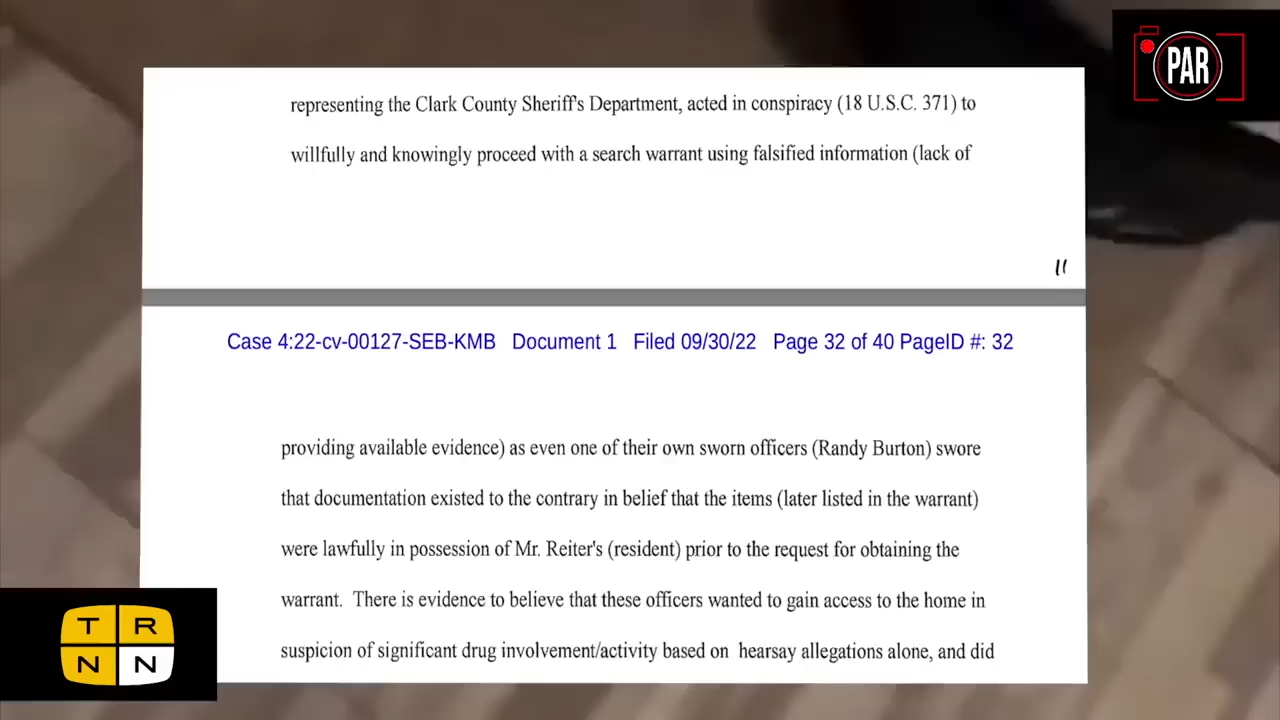 PAR
representing the Clark County Sheriff's Department, acted in conspiracy (18 U.S.C. 371) to
willfully and knowingly proceed with a search warrant using falsified information (lack of
11
Case 4:22-cv-00127-SEB-KMB Document 1 Filed 09/30/22 Page 32 of 40 PageID #: 32
providing available evidence) as even one of their own sworn officers (Randy Burton) swore
that documentation existed to the contrary in belief that the items (later listed in the warrant)
were lawfully in possession of Mr. Reiter's (resident) prior to the request for obtaining the
warrant. There is evidence to believe that these officers wanted to gain access to the home in
suspicion of significant drug involvement/activity based on hearsay allegations alone, and did
T R
N N